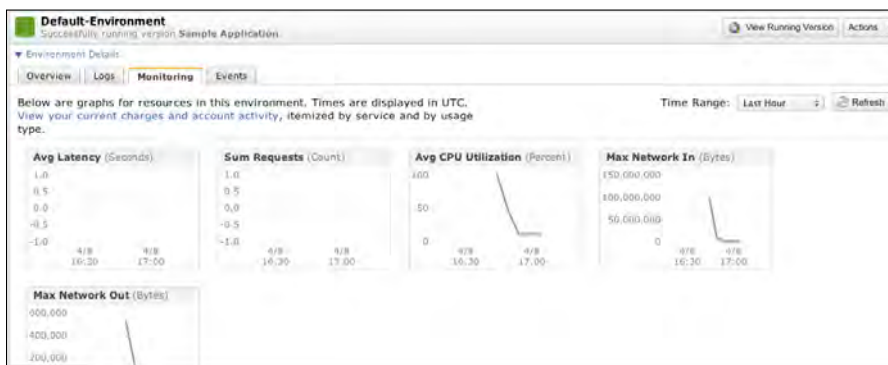 Default-Environment
Successfully running version Sample Application
View Running Version
Actions
Environment Details
Overview
Logs
Monitoring
Events
Below are graphs for resources in this environment. Times are displayed in UTC.
View your current charges and account activity, itemized by service and by usage
type.
Time Range:
Last Hour
Refresh
Avg Latency (Seconds)
1.0
0.5
0.0
-0.5
-1.0
4/8 4/8
16:30 17:00
Sum Requests (Count)
1.0
0.5
0.0
-0.5
-1.0
4/8 4/8
16:30 17:00
Avg CPU Utilization (Percent)
100
50
0
4/8 4/8
16:30 17:00
Max Network In (Bytes)
150,000,000
100,000,000
50,000,000
0
4/8 4/8
16:30 17:00
Max Network Out (Bytes)
600,000
400,000
200,000